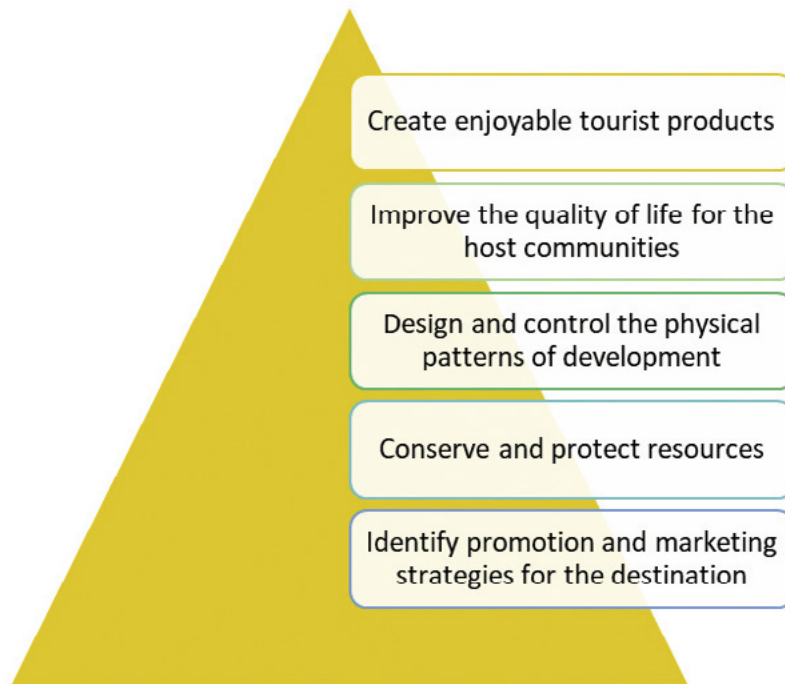 Create enjoyable tourist products
Improve the quality of life for the
host communities
Design and control the physical
patterns of development
Conserve and protect resources
Identify promotion and marketing
strategies for the destination